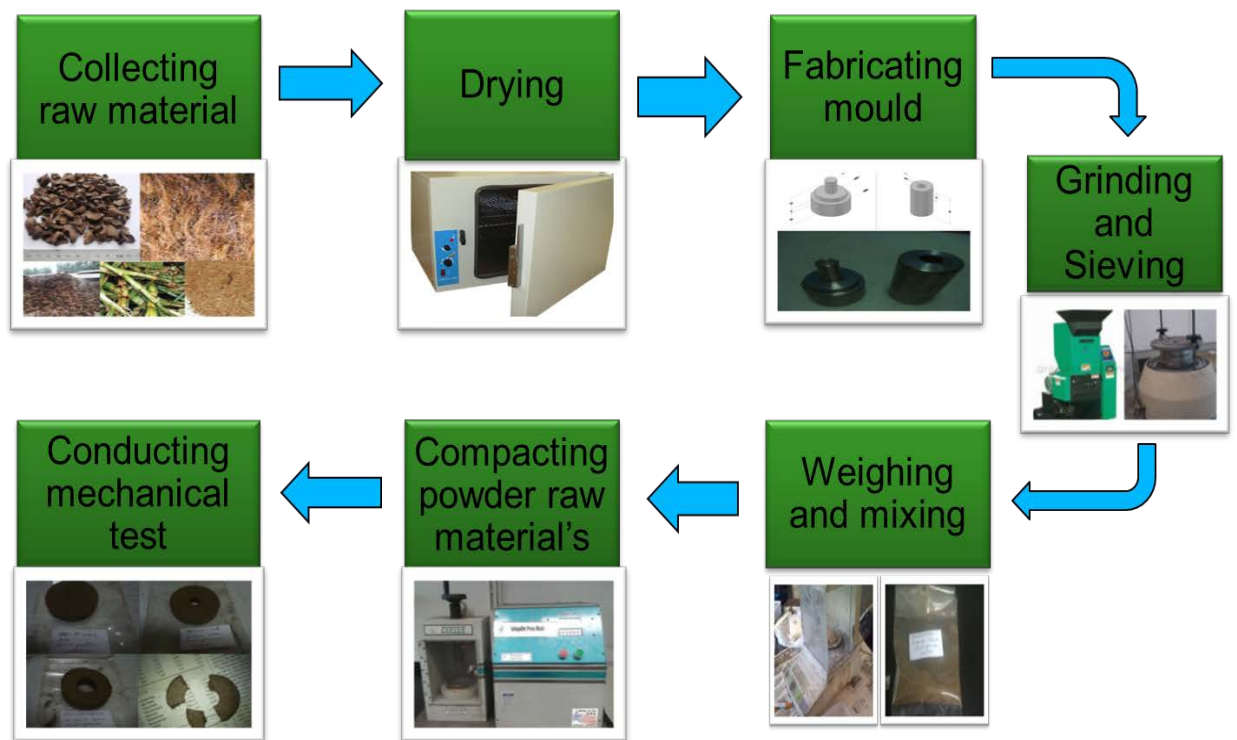 Collecting
raw material
Drying
Fabricating
mould
Grinding
and
Sieving
Weighing
and mixing
Compacting
powder raw
material's
Conducting
mechanical
test